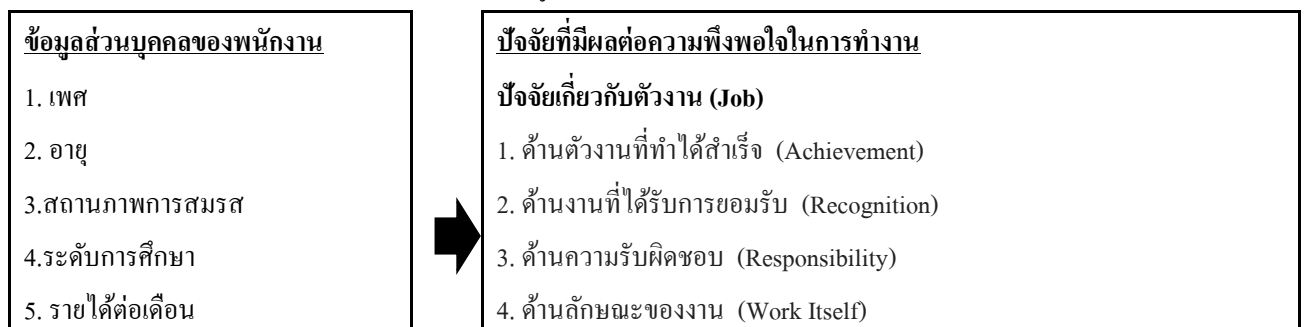 ข้อมูลส่วนบุคคลของพนักงาน
1. เพศ
2. อายุ
3.สถานภาพการสมรส
4.ระดับการศึกษา
5. รายได้ต่อเดือน
ปัจจัยที่มีผลต่อความพึงพอใจในการทำงาน
ปัจจัยเกี่ยวกับตัวงาน (Job)
1. ด้านตัวงานที่ทำได้สำเร็จ (Achievement)
2. ด้านงานที่ได้รับการยอมรับ (Recognition)
3. ด้านความรับผิดชอบ (Responsibility)
4. ด้านลักษณะของงาน (Work Itself)